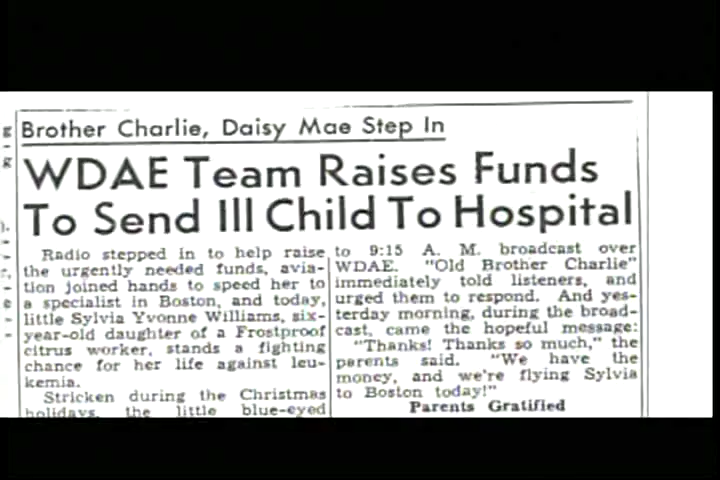 Brother Charlie, Daisy Mae Step In
WDAE Team Raises Funds
To Send Ill Child To Hospital
Radio stepped in to help raise
the urgently needed funds, avia-
tion joined hands to speed her to
a specialist in Boston, and today,
little Sylvia Yvonne Williams, six-
year-old daughter of a Frostproof
citrus worker, stands a fighting
chance for her life against leu-
kemia.
Stricken during the Christmas
holidays, the little blue-eyed
to 9:15 A. M. broadcast over
WDAE. "Old Brother Charlie"
immediately told listeners, and
urged them to respond. And yes-
terday morning, during the broad-
cast, came the hopeful message:
"Thanks! Thanks so much," the
parents said. "We have the
money, and we're flying Sylvia
to Boston today!"
Parents Gratified